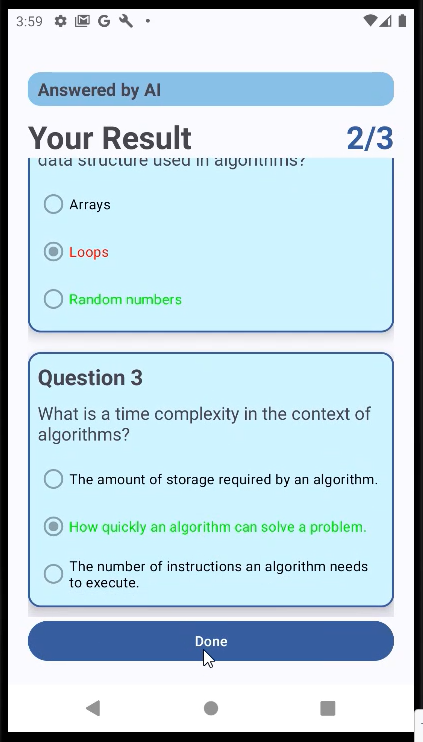 3:59
Answered by AI
Your Result 2/3
data structure used in algorithms?
Arrays
Loops
Random numbers
Question 3
What is a time complexity in the context of
algorithms?
The amount of storage required by an algorithm.
How quickly an algorithm can solve a problem.
The number of instructions an algorithm needs
to execute.
Done